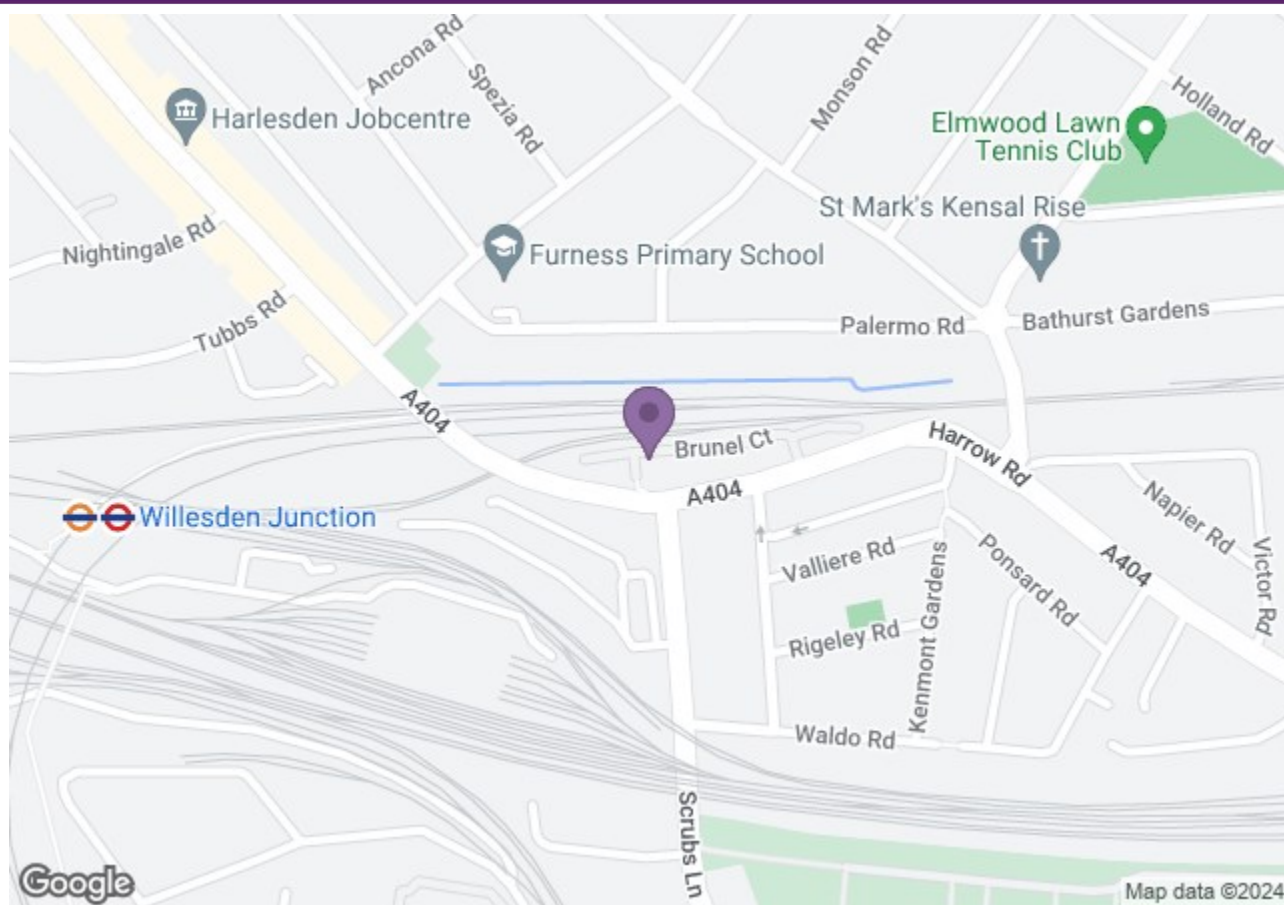 Ancona Rd
Spezia Rd
Monson Rd
Holland Rd
Harlesden Jobcentre
Elmwood Lawn
Tennis Club
St Mark's Kensal Rise
Nightingale Rd
Furness Primary School
Tubbs Rd
Palermo Rd
Bathurst Gardens
A404
Brunel Ct
Harrow Rd
A404
Willesden Junction
Napier Rd
Valliere Rd
Ponsard Rd
A404
Victor Rd
Rigeley Rd
Kenmont Gardens
Waldo Rd
Scrubs Ln
Google
Map data ©2024